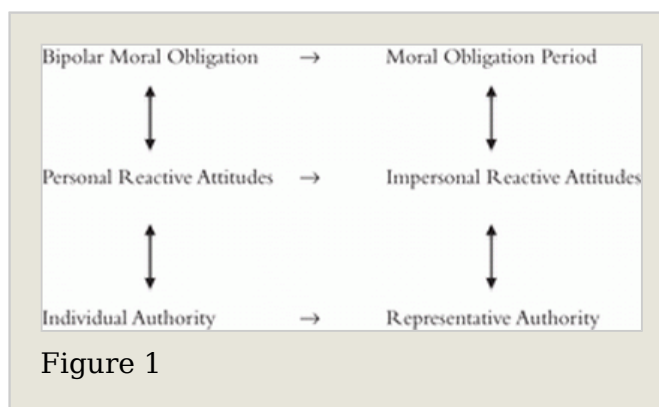 Bipolar Moral Obligation → Moral Obligation Period
Personal Reactive Attitudes → Impersonal Reactive Attitudes
Individual Authority → Representative Authority
Figure 1